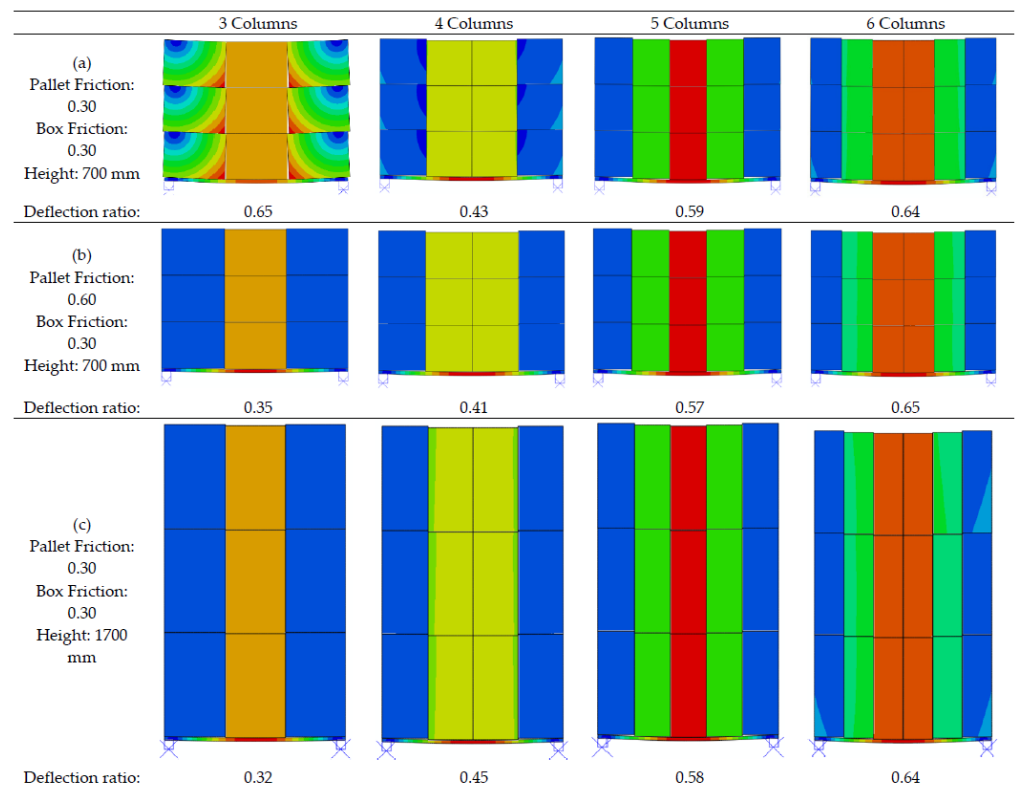 3 Columns 4 Columns 5 Columns 6 Columns
(a)
Pallet Friction:
0.30
Box Friction:
0.30
Height: 700 mm
Deflection ratio: 0.65 0.43 0.59 0.64
(b)
Pallet Friction:
0.60
Box Friction:
0.30
Height: 700 mm
Deflection ratio: 0.35 0.41 0.57 0.65
(c)
Pallet Friction:
0.30
Box Friction:
0.30
Height: 1700
mm
Deflection ratio: 0.32 0.45 0.58 0.64